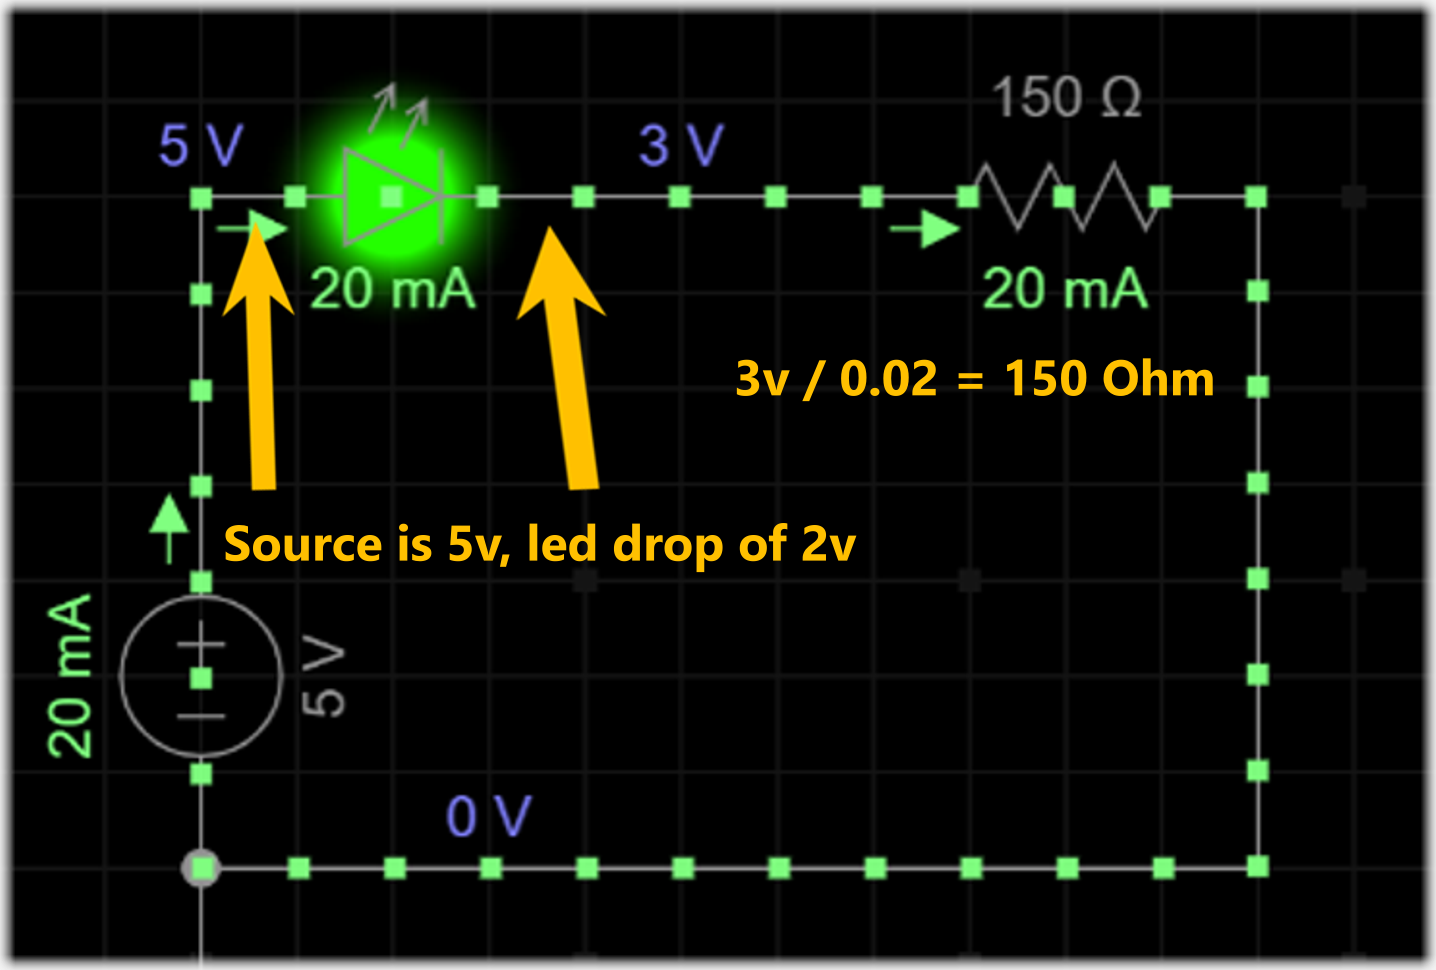 150 Ω
5 V
3 V
20 mA
20 mA
3v / 0.02 = 150 Ohm
Source is 5v, led drop of 2v
20 mA
5 V
0 V